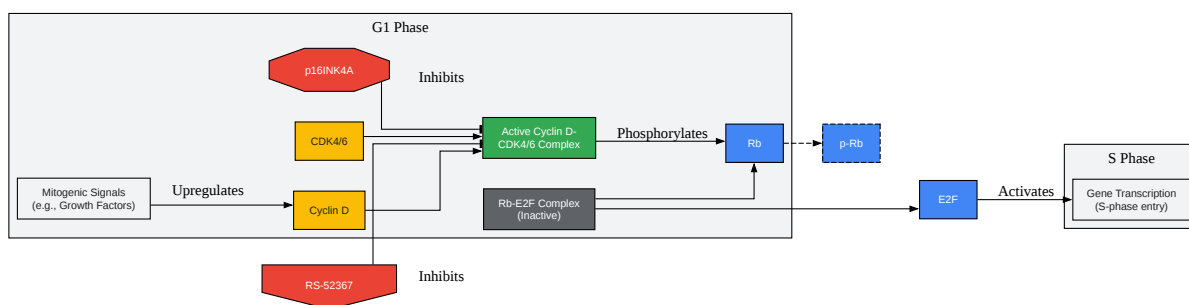 G1 Phase
p16INK4A
Inhibits
CDK4/6
Active Cyclin D-
CDK4/6 Complex
Phosphorylates
Rb
p-Rb
S Phase
Mitogenic Signals
(e.g., Growth Factors)
Upregulates
Cyclin D
Rb-E2F Complex
(Inactive)
E2F
Activates
Gene Transcription
(S-phase entry)
RS-52367
Inhibits